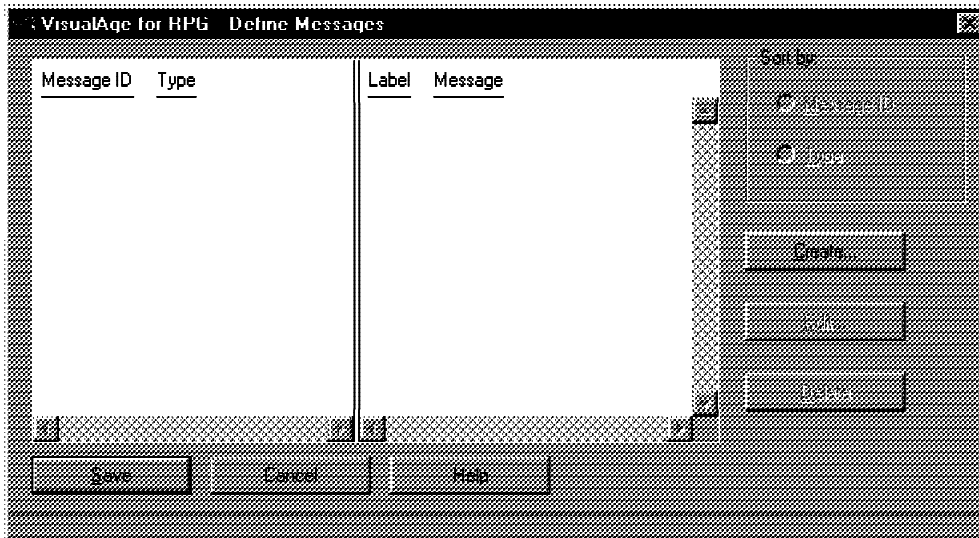 VisualAge for RPG - Define Messages
Message ID Type Label Message
Sort by:
Message ID
Type
Create...
Edit...
Delete
Save Cancel Help